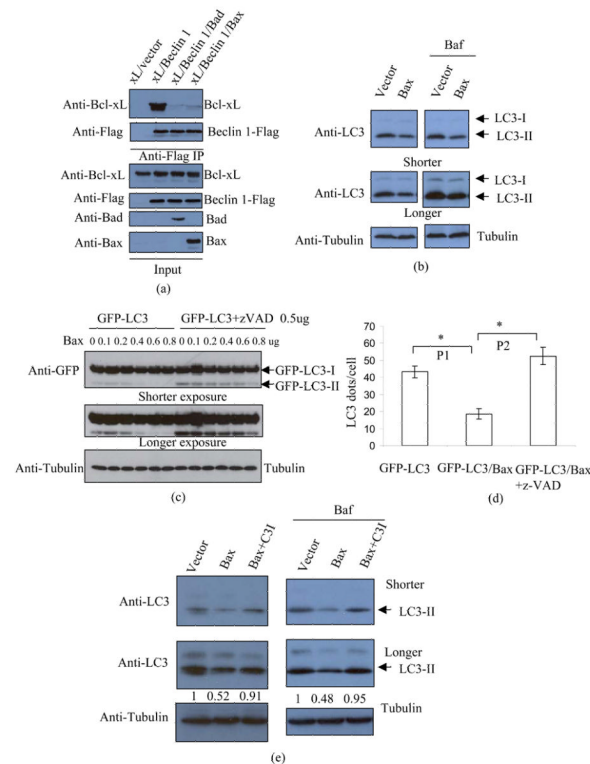 xL/vector
xL/Beclin 1
xL/Beclin 1/Bad
xL/Beclin 1/Bax
Anti-Bcl-xL
Bcl-xL
Anti-Flag
Beclin 1-Flag
Anti-Flag IP
Anti-Bcl-xL
Bcl-xL
Anti-Flag
Beclin 1-Flag
Anti-Bad
Bad
Anti-Bax
Bax
Input
(a)
Baf
Vector
Bax
Vector
Bax
Anti-LC3
LC3-I
LC3-II
Shorter
Anti-LC3
LC3-I
LC3-II
Longer
Anti-Tubulin
Tubulin
(b)
GFP-LC3
GFP-LC3+zVAD 0.5ug
Bax
0 0.1 0.2 0.4 0.6 0.8
0 0.1 0.2 0.4 0.6 0.8 ug
Anti-GFP
GFP-LC3-I
GFP-LC3-II
Shorter exposure
Longer exposure
Anti-Tubulin
Tubulin
(c)
70
60
50
40
30
20
10
0
LC3 dots/cell
*
P1
*
P2
GFP-LC3
GFP-LC3/Bax
GFP-LC3/Bax
+z-VAD
(d)
Baf
Vector
Bax
Bax+C3I
Vector
Bax
Bax+C3I
Anti-LC3
Shorter
LC3-II
Anti-LC3
Longer
LC3-II
1 0.52 0.91
1 0.48 0.95
Anti-Tubulin
Tubulin
(e)